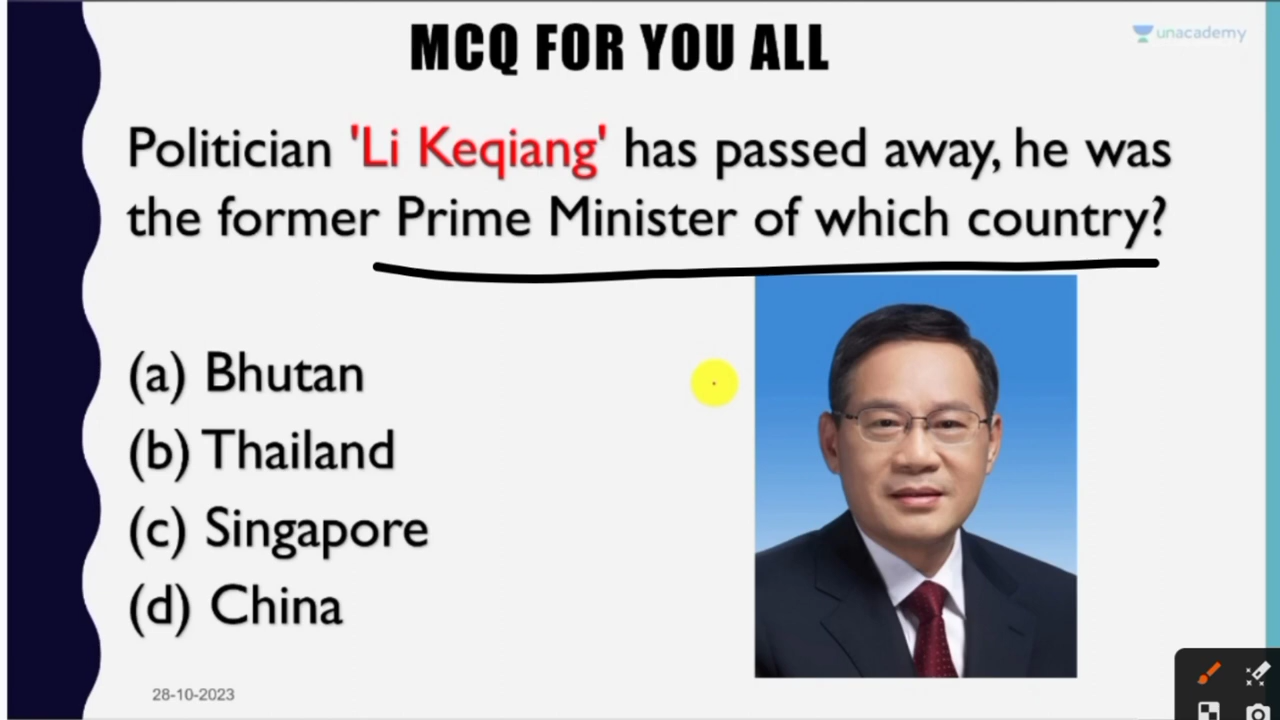 MCQ FOR YOU ALL
unacademy
Politician 'Li Keqiang' has passed away, he was
the former Prime Minister of which country?
(a) Bhutan
(b) Thailand
(c) Singapore
(d) China
28-10-2023